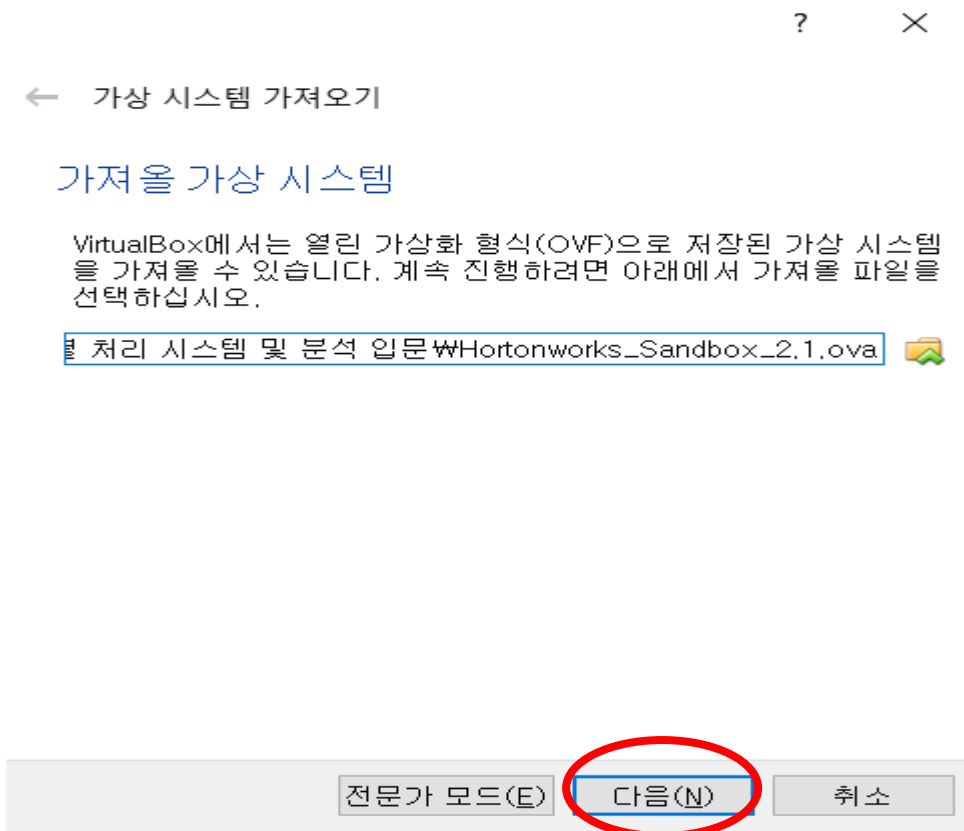 ?
가상 시스템 가져오기
가져올 가상 시스템
VirtualBox에서는 열린 가상화 형식(OVF)으로 저장된 가상 시스템
을 가져올 수 있습니다. 계속 진행하려면 아래에서 가져올 파일을
선택하십시오.
처리 시스템 및 분석 입문₩Hortonworks_Sandbox_2.1.ova
전문가 모드(E) 다음(N) 취소